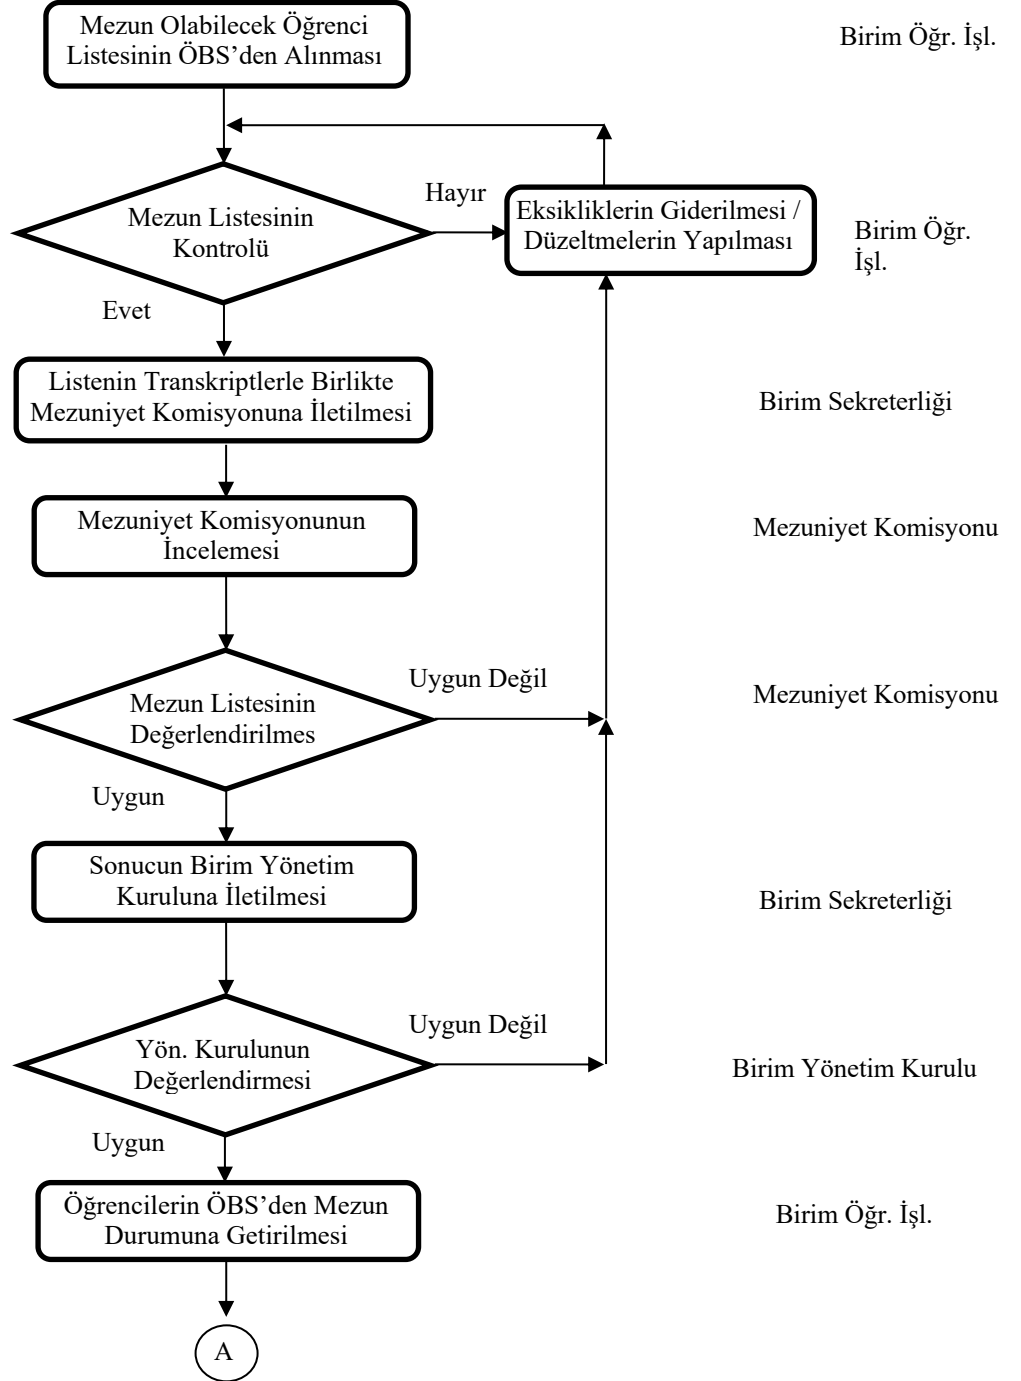 Mezun Olabilecek Öğrenci
Listesinin ÖBS’den Alınması
Birim Öğr. İşl.
Hayır
Mezun Listesinin
Kontrolü
Eksikliklerin Giderilmesi /
Düzeltmelerin Yapılması
Birim Öğr.
İşl.
Evet
Listenin Transkriptlerle Birlikte
Mezuniyet Komisyonuna İletilmesi
Birim Sekreterliği
Mezuniyet Komisyonunun
İncelemesi
Mezuniyet Komisyonu
Mezun Listesinin
Değerlendirilmes
Uygun Değil
Mezuniyet Komisyonu
Uygun
Sonucun Birim Yönetim
Kuruluna İletilmesi
Birim Sekreterliği
Uygun Değil
Yön. Kurulunun
Değerlendirmesi
Birim Yönetim Kurulu
Uygun
Öğrencilerin ÖBS’den Mezun
Durumuna Getirilmesi
Birim Öğr. İşl.
A